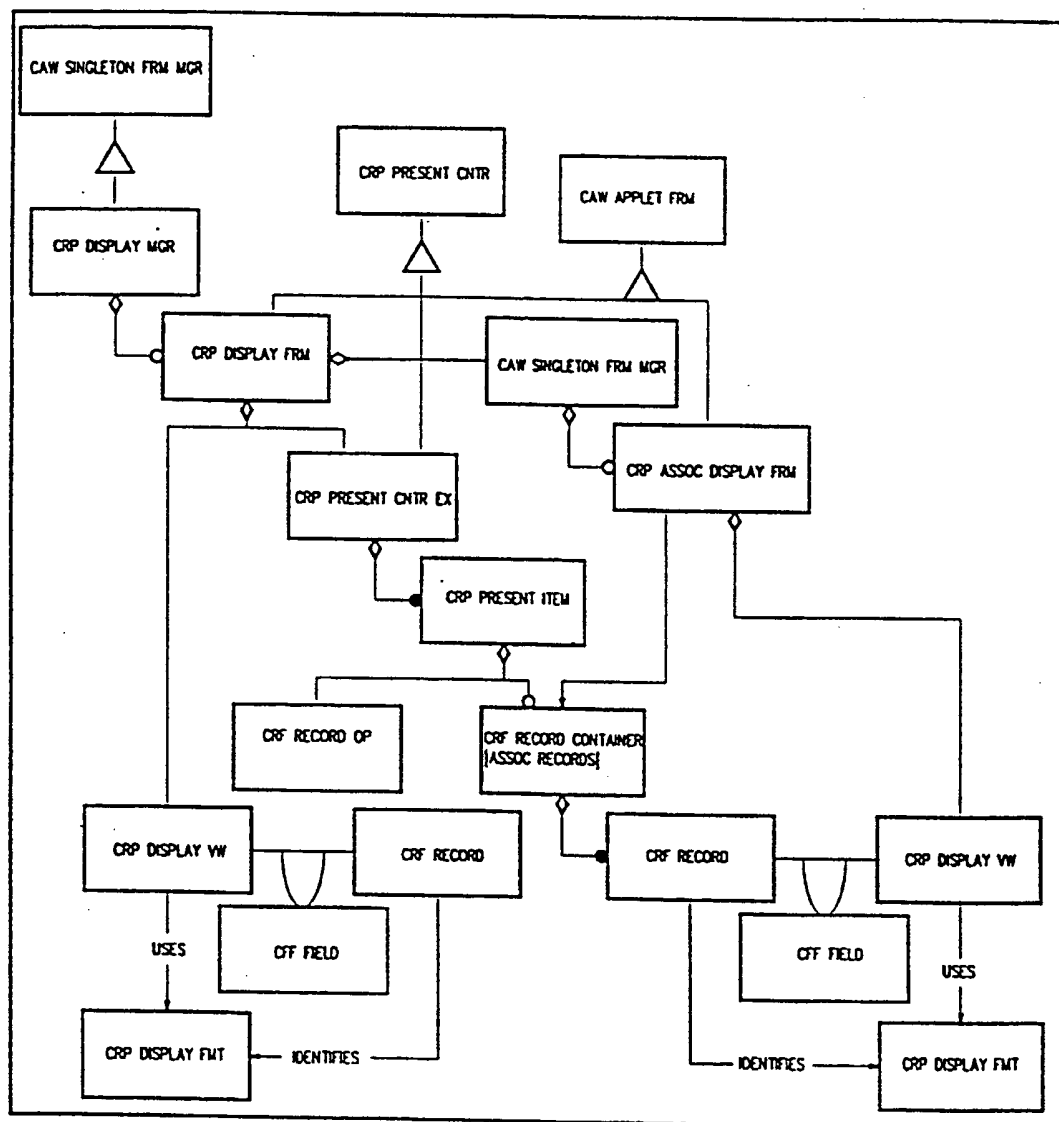 CAW SINGLETON FRM MGR
CRP PRESENT CNTR
CAW APPLET FRM
CRP DISPLAY MGR
CRP DISPLAY FRM
CAW SINGLETON FRM MGR
CRP ASSOC DISPLAY FRM
CRP PRESENT CNTR EX
CRP PRESENT ITEM
CRF RECORD OP
CRF RECORD CONTAINER
|ASSOC RECORDS|
CRP DISPLAY VW
CRF RECORD
CRF RECORD
CRP DISPLAY VW
CFF FIELD
CFF FIELD
USES
USES
CRP DISPLAY FMT
IDENTIFIES
IDENTIFIES
CRP DISPLAY FMT